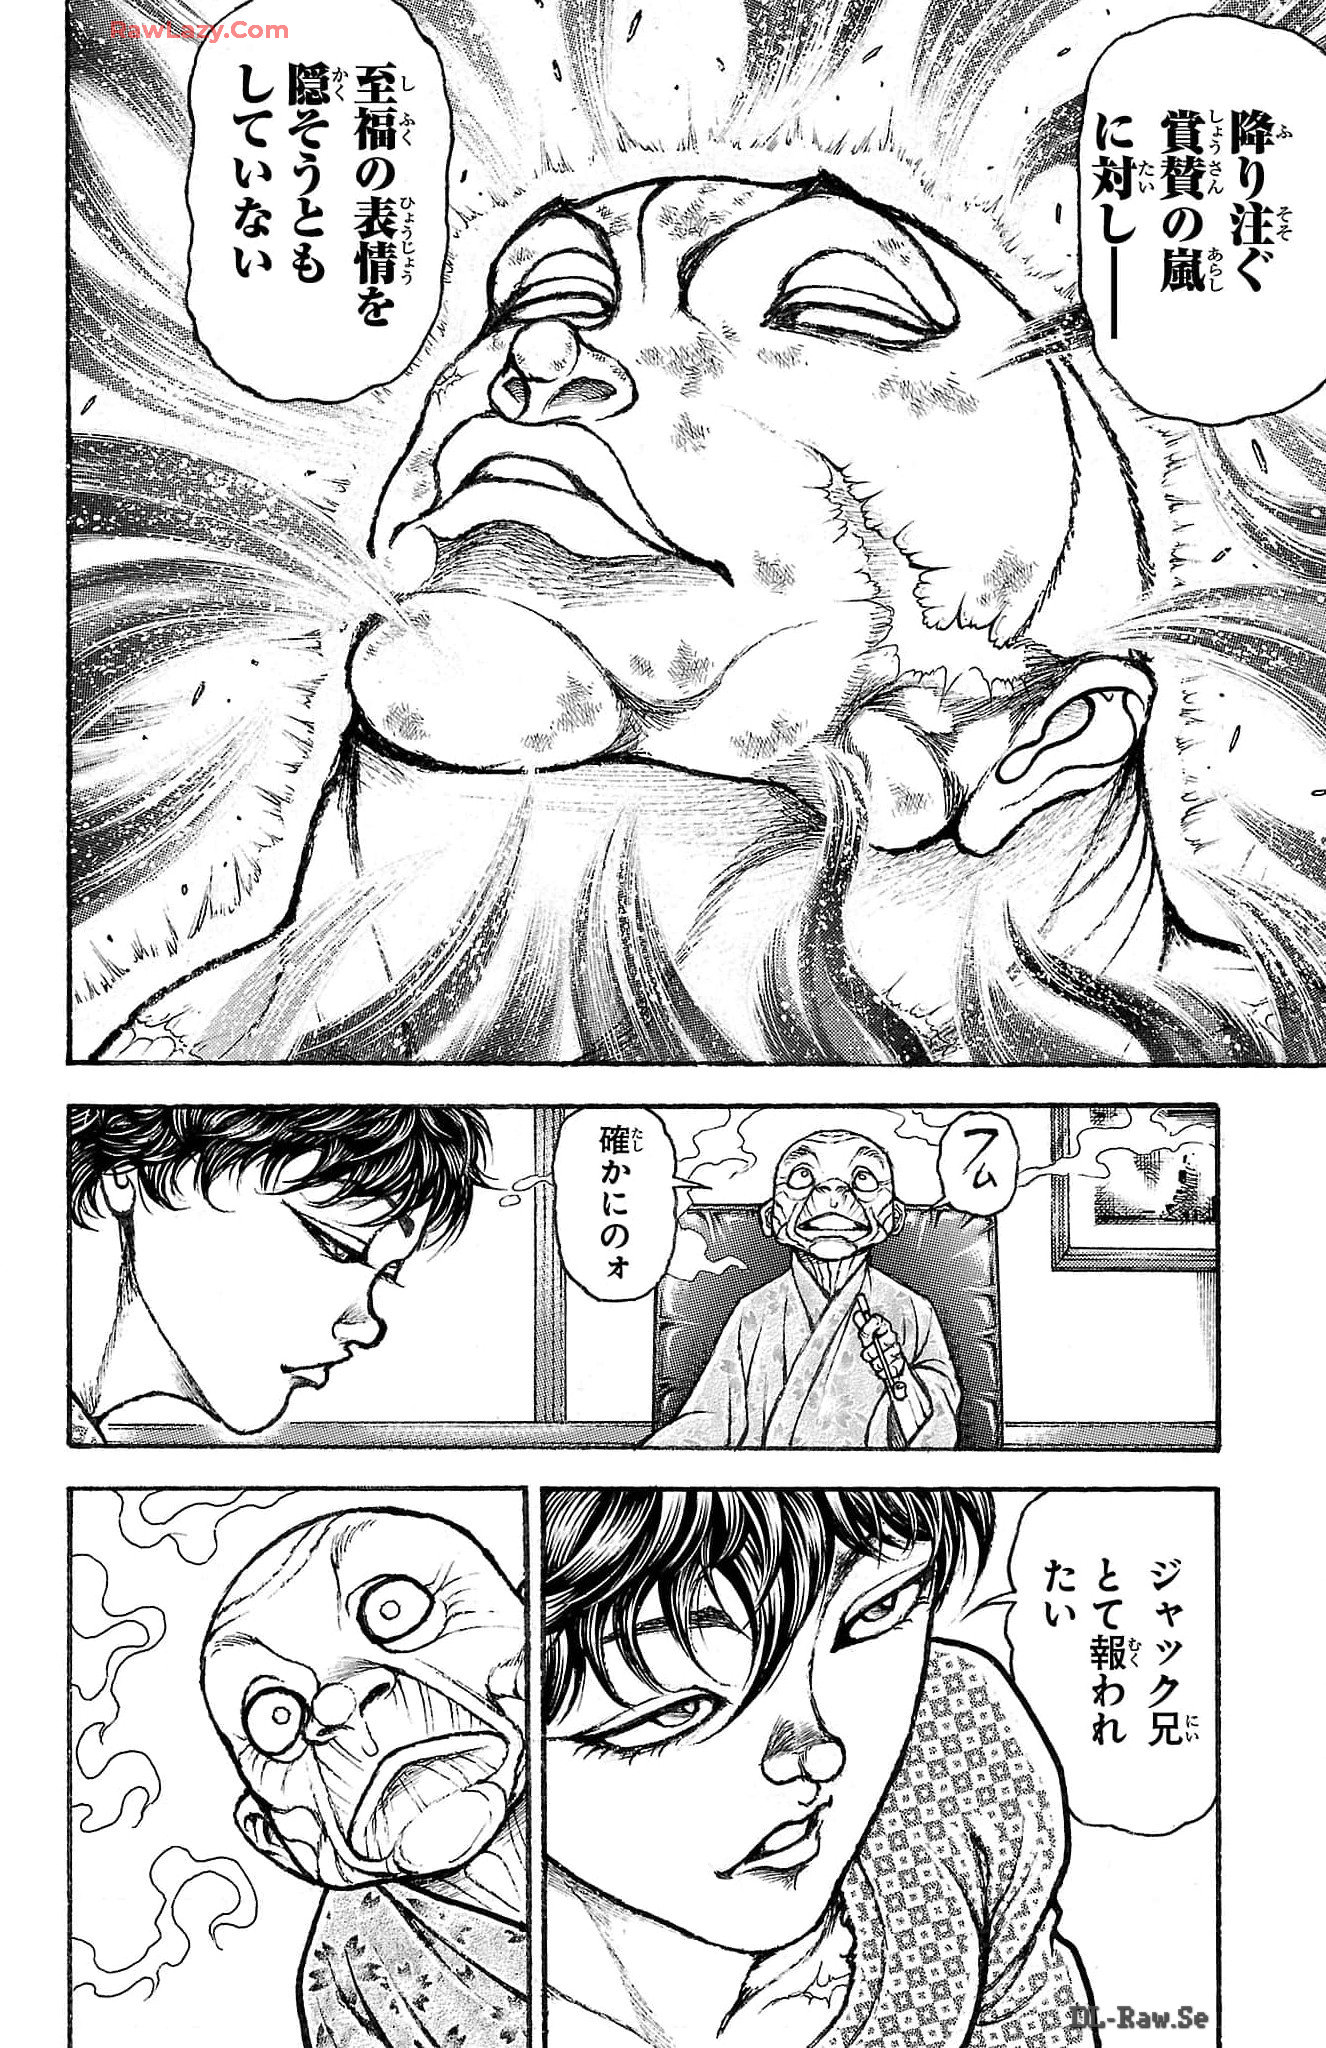 RawLazy.Com
降り注ぐ
賞賛の嵐
に対し――
至福の表情を
隠そうとも
していない
フム
確かにのォ
ジャック兄
とて報われ
たい
DL-Raw.Se